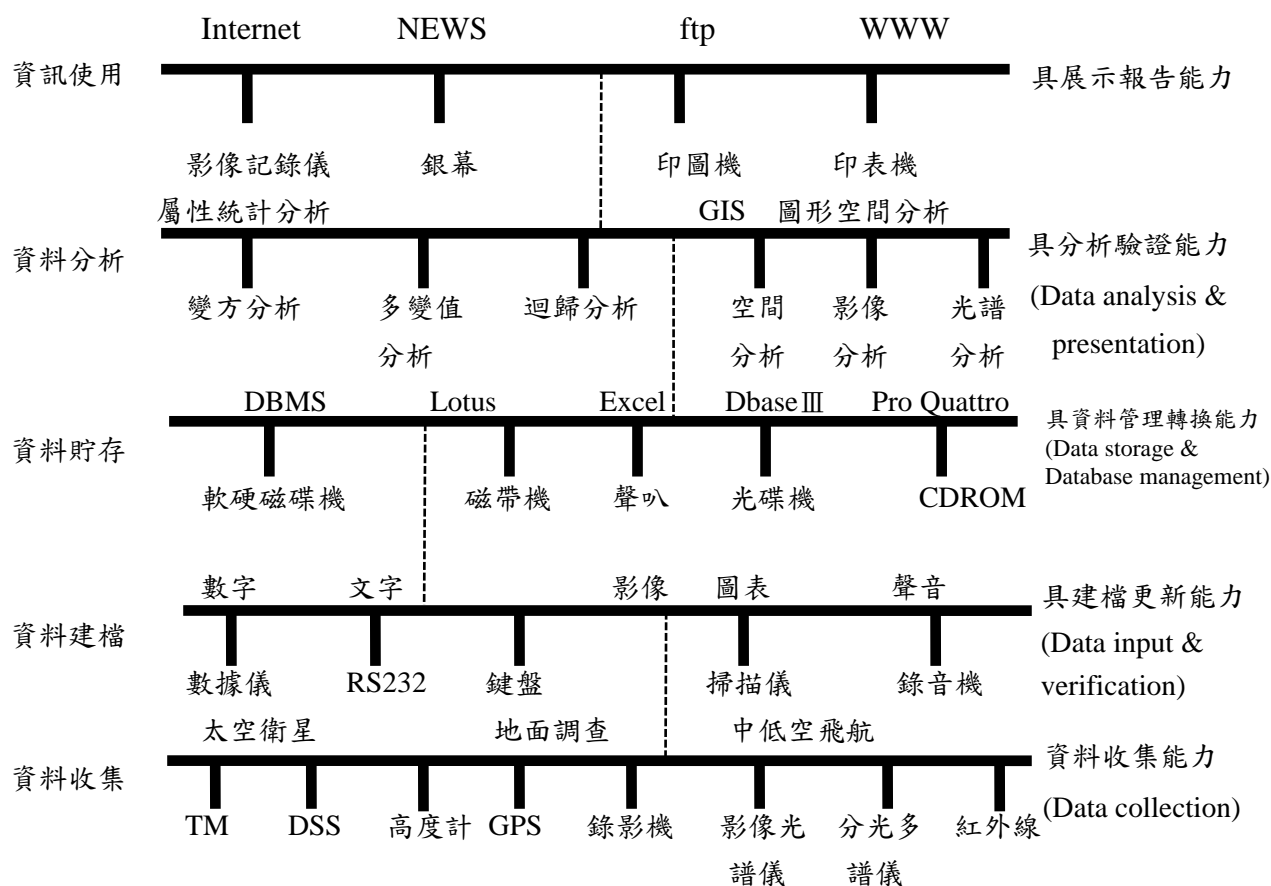 Internet NEWS ftp WWW
資訊使用 具展示報告能力
影像記錄儀 銀幕 印圖機 印表機
屬性統計分析 GIS 圖形空間分析
資料分析 具分析驗證能力
變方分析 多變值 迴歸分析 空間 影像 光譜 (Data analysis &
分析 分析 分析 分析 presentation)
DBMS Lotus Excel DbaseⅢ Pro Quattro 具資料管理轉換能力
資料貯存 (Data storage &
Database management)
軟硬磁碟機 磁帶機 聲叭 光碟機 CDROM
數字 文字 影像 圖表 聲音 具建檔更新能力
資料建檔 (Data input &
數據儀 RS232 鍵盤 掃描儀 錄音機 verification)
太空衛星 地面調查 中低空飛航
資料收集 資料收集能力
TM DSS 高度計 GPS 錄影機 影像光 分光多 紅外線 (Data collection)
譜儀 譜儀